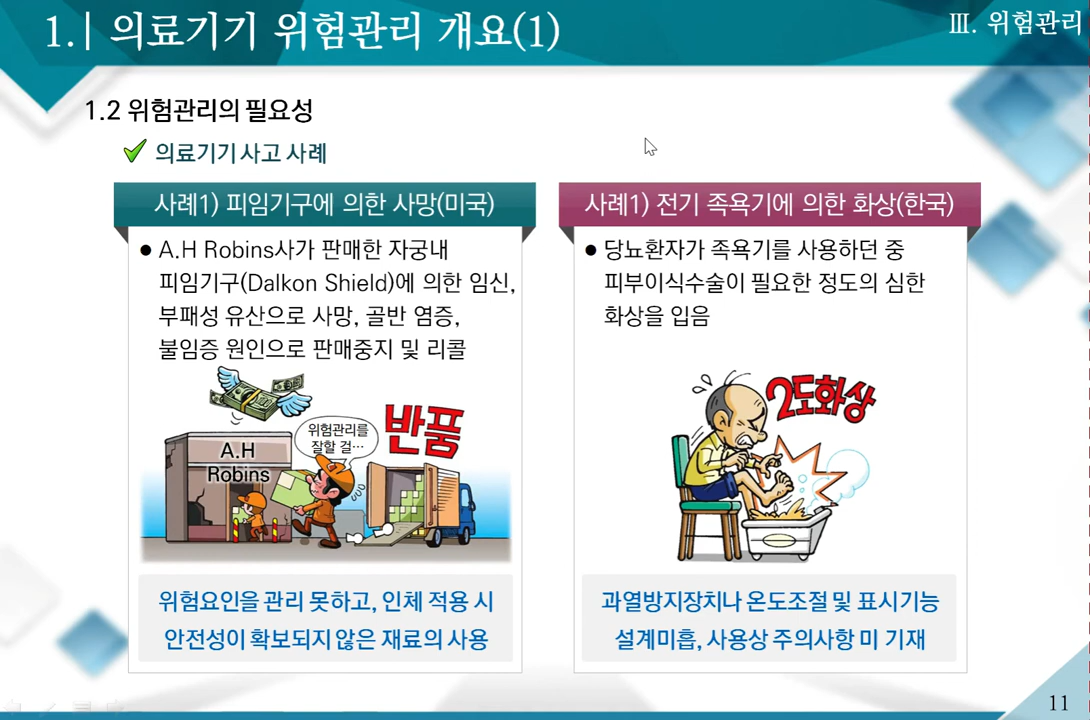 1.| 의료기기 위험관리 개요(1)
Ⅲ. 위험관리
1.2 위험관리의 필요성
의료기기 사고 사례
사례1) 피임기구에 의한 사망(미국)
● A.H Robins사가 판매한 자궁내
피임기구(Dalkon Shield)에 의한 임신,
부패성 유산으로 사망, 골반 염증,
불임증 원인으로 판매중지 및 리콜
A.H
Robins
위험관리를
잘할 걸…
반품
위험요인을 관리 못하고, 인체 적용 시
안전성이 확보되지 않은 재료의 사용
사례1) 전기 족욕기에 의한 화상(한국)
● 당뇨환자가 족욕기를 사용하던 중
피부이식수술이 필요한 정도의 심한
화상을 입음
2도화상
과열방지장치나 온도조절 및 표시기능
설계미흡, 사용상 주의사항 미 기재
11